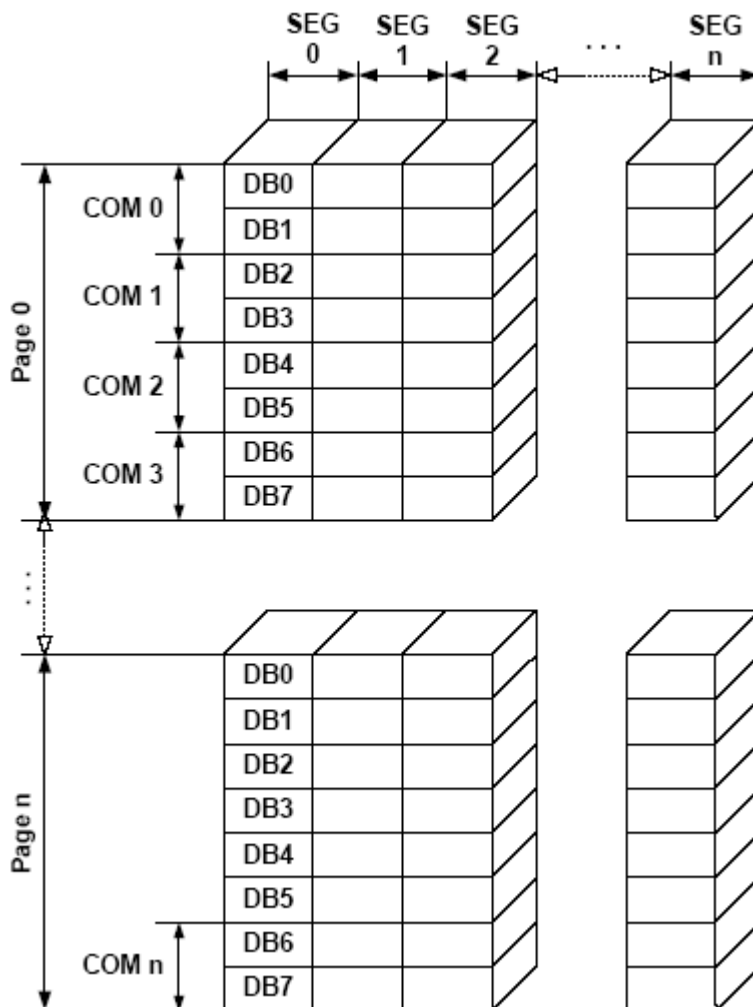 SEG SEG SEG SEG
0 1 2 ... n
Page 0
COM 0
COM 1
COM 2
COM 3
DB0
DB1
DB2
DB3
DB4
DB5
DB6
DB7
...
Page n
COM n
DB0
DB1
DB2
DB3
DB4
DB5
DB6
DB7